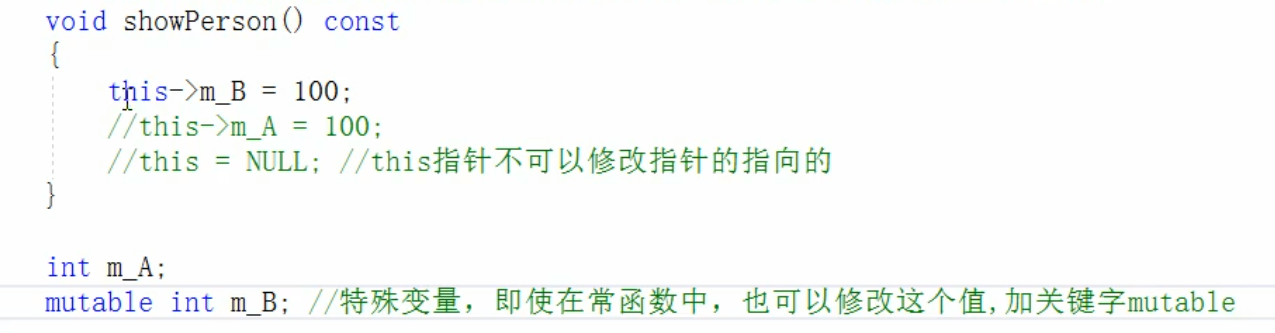 void showPerson() const
{
this->m_B = 100;
//this->m_A = 100;
//this = NULL; //this指针不可以修改指针的指向的
}
int m_A;
mutable int m_B; //特殊变量，即使在常函数中，也可以修改这个值,加关键字mutable